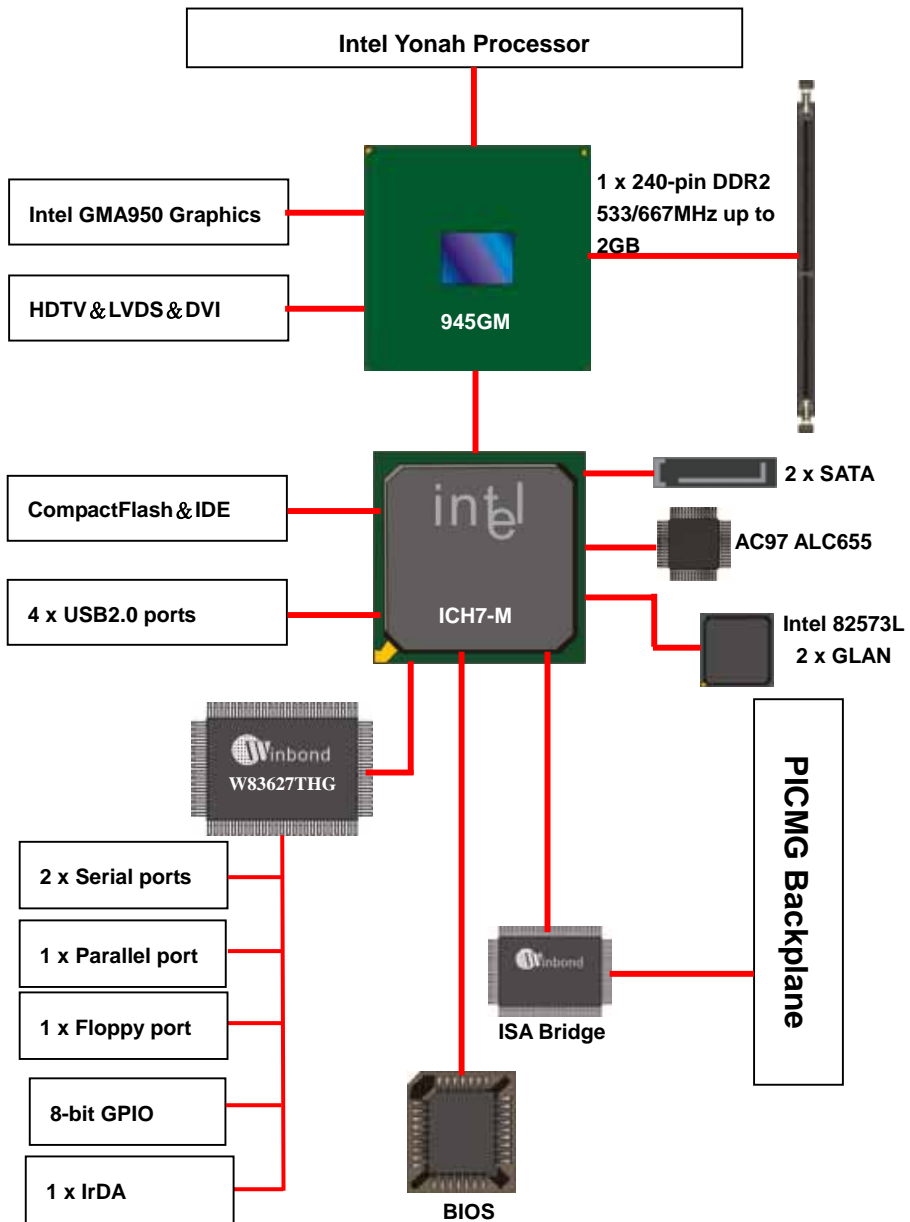 Intel Yonah Processor
1 x 240-pin DDR2
533/667MHz up to
2GB
Intel GMA950 Graphics
HDTV&LVDS&DVI
945GM
intel
ICH7-M
CompactFlash&IDE
4 x USB2.0 ports
2 x SATA
AC97 ALC655
Intel 82573L
2 x GLAN
Winbond
W83627THG
PICMG Backplane
2 x Serial ports
1 x Parallel port
1 x Floppy port
8-bit GPIO
1 x IrDA
Winbond
ISA Bridge
BIOS